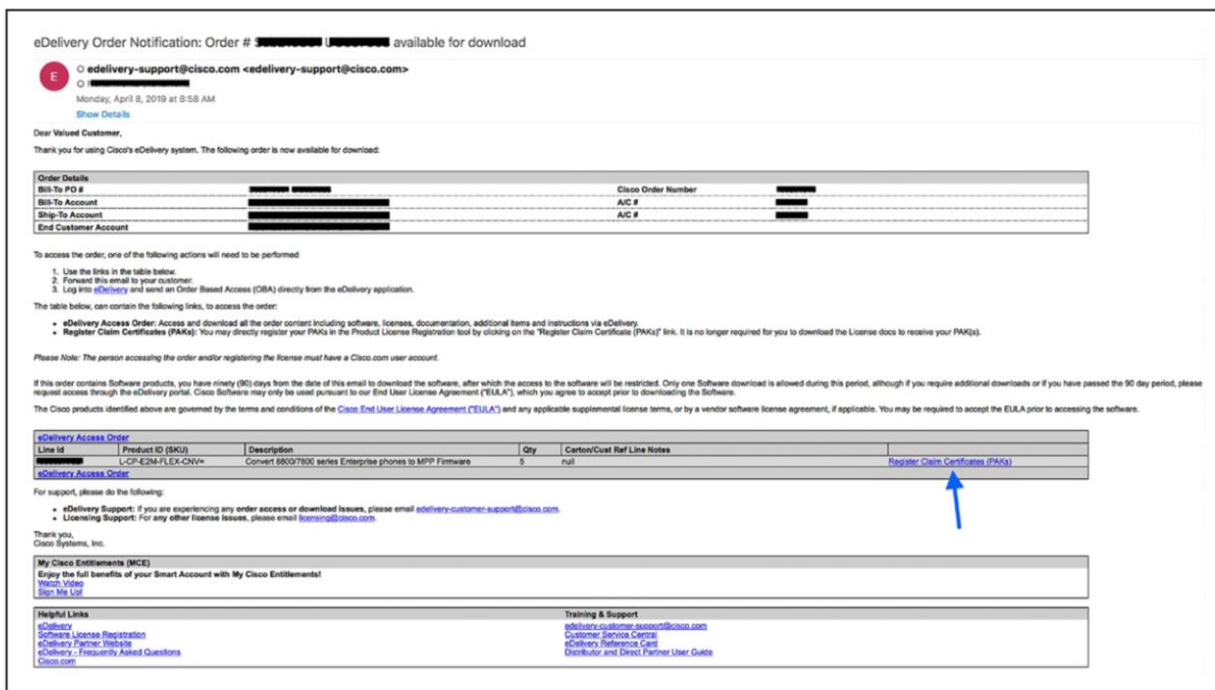 eDelivery Order Notification: Order # available for download
E
edelivery-support@cisco.com <edelivery-support@cisco.com>
Monday, April 8, 2019 at 8:58 AM
Show Details
Dear Valued Customer,
Thank you for using Cisco's eDelivery system. The following order is now available for download:
Order Details
Bill-To PO # Cisco Order Number
Bill-To Account A/C #
Ship-To Account A/C #
End Customer Account
To access the order, one of the following actions will need to be performed
1. Use the links in the table below.
2. Forward this email to your customer.
3. Log into eDelivery and send an Order Based Access (OBA) directly from the eDelivery application.
The table below, can contain the following links, to access the order:
• eDelivery Access Order: Access and download all the order content including software, licenses, documentation, additional items and instructions via eDelivery.
• Register Claim Certificates (PAKs): You may directly register your PAKs in the Product License Registration tool by clicking on the "Register Claim Certificate (PAKs)" link. It is no longer required for you to download the License docs to receive your PAK(s).
Please Note: The person accessing the order and/or registering the license must have a Cisco.com user account.
If this order contains Software products, you have ninety (90) days from the date of this email to download the software, after which the access to the software will be restricted. Only one Software download is allowed during this period, although if you require additional downloads or if you have passed the 90 day period, please
request access through the eDelivery portal. Cisco Software may only be used pursuant to our End User License Agreement ("EULA"), which you agree to accept prior to downloading the Software.
The Cisco products identified above are governed by the terms and conditions of the Cisco End User License Agreement ("EULA") and any applicable supplemental license terms, or by a vendor software license agreement, if applicable. You may be required to accept the EULA prior to accessing the software.
eDelivery Access Order
Line Id Product ID (SKU) Description Qty Carton/Cust Ref Line Notes
L-CP-E2M-FLEX-CNV= Convert 8800/7800 series Enterprise phones to MPP Firmware 5 null Register Claim Certificates (PAKs)
eDelivery Access Order
For support, please do the following:
• eDelivery Support: If you are experiencing any order access or download issues, please email edelivery-customer-support@cisco.com.
• Licensing Support: For any other license issues, please email licensing@cisco.com.
Thank you,
Cisco Systems, Inc.
My Cisco Entitlements (MCE)
Enjoy the full benefits of your Smart Account with My Cisco Entitlements!
Watch Video
Sign Me Up!
Helpful Links Training & Support
eDelivery edelivery-customer-support@cisco.com
Software License Registration Customer Service Central
eDelivery Partner Website eDelivery Reference Card
eDelivery - Frequently Asked Questions Distributor and Direct Partner User Guide
Cisco.com